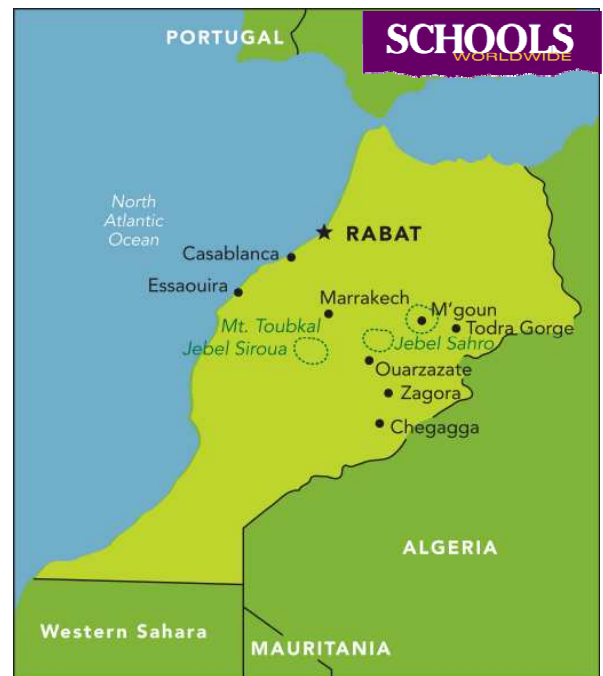 PORTUGAL
SCHOOLS
WORLDWIDE
North
Atlantic
Ocean
RABAT
Casablanca
Essaouira
Marrakech
M'goun
Mt. Toubkal
Todra Gorge
Jebel Siroua
Jebel Sahro
Ouarzazate
Zagora
Chegagga
ALGERIA
Western Sahara
MAURITANIA